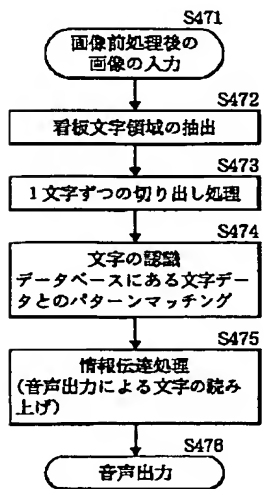 S471
画像前処理後の
画像の入力
S472
看板文字領域の抽出
S473
1文字ずつの切り出し処理
S474
文字の認識
データベースにある文字デー
タとのパターンマッチング
S475
情報伝達処理
(音声出力による文字の読み
上げ)
S476
音声出力